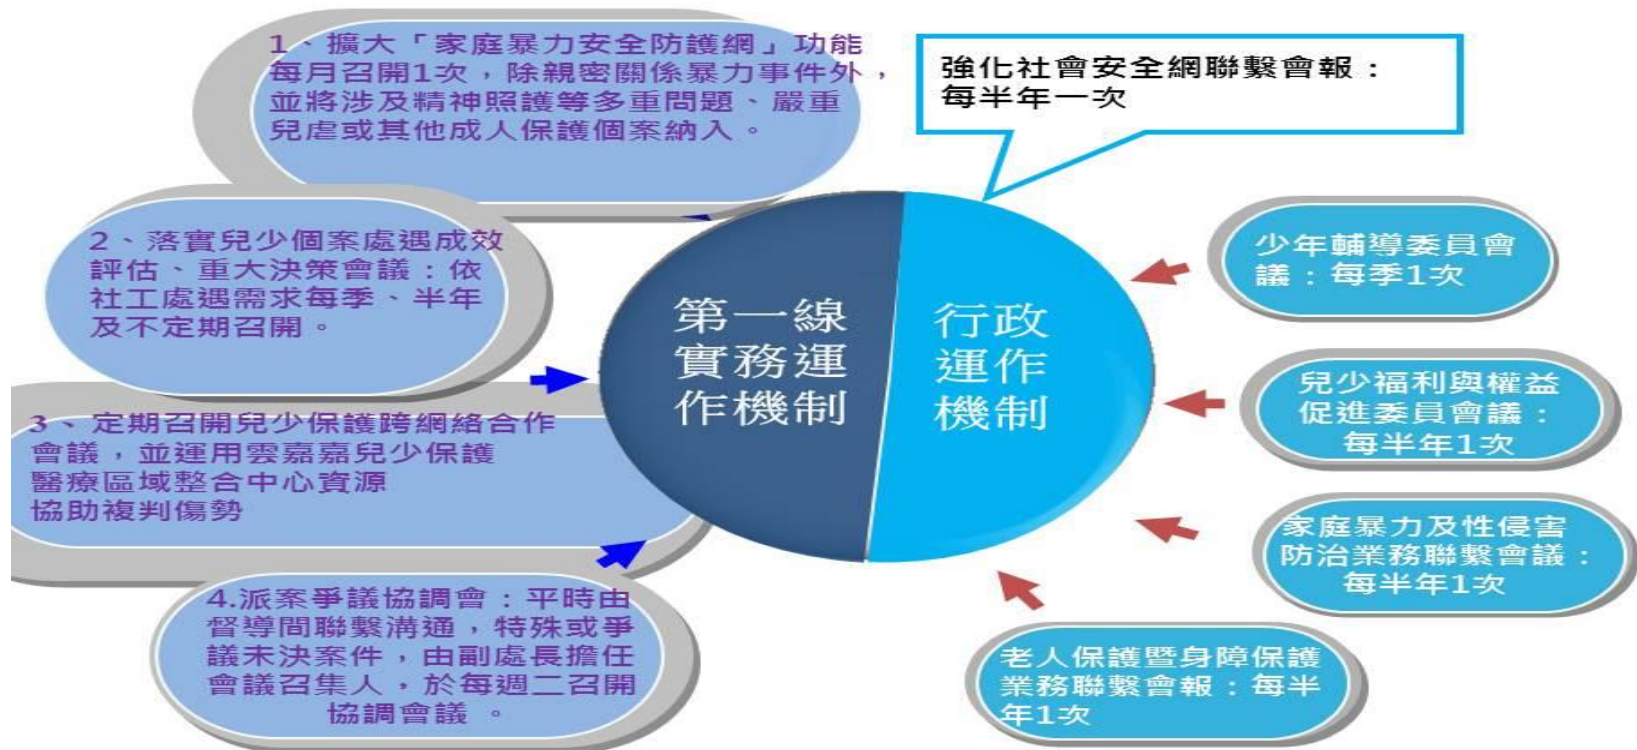 1、擴大「家庭暴力安全防護網」功能
每月召開1次，除親密關係暴力事件外，
並將涉及精神照護等多重問題、嚴重
兒虐或其他成人保護個案納入。
2、落實兒少個案處遇成效
評估、重大決策會議：依
社工處遇需求每季、半年
及不定期召開。
3、定期召開兒少保護跨網絡合作
會議，並運用雲嘉嘉兒少保護
醫療區域整合中心資源
協助複判傷勢
4.派案爭議協調會：平時由
督導間聯繫溝通，特殊或爭
議未決案件，由副處長擔任
會議召集人，於每週二召開
協調會議 。
第一線
實務運
作機制
行政
運作
機制
強化社會安全網聯繫會報：
每半年一次
少年輔導委員會
議：每季1次
兒少福利與權益
促進委員會議：
每半年1次
家庭暴力及性侵害
防治業務聯繫會議：
每半年1次
老人保護暨身障保護
業務聯繫會報：每半
年1次